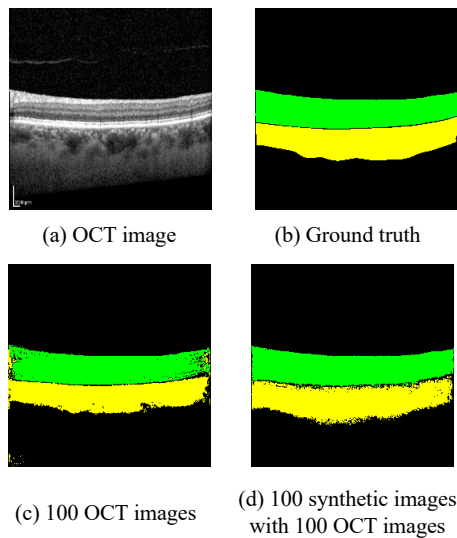 (a) OCT image
(b) Ground truth
(c) 100 OCT images
(d) 100 synthetic images
with 100 OCT images